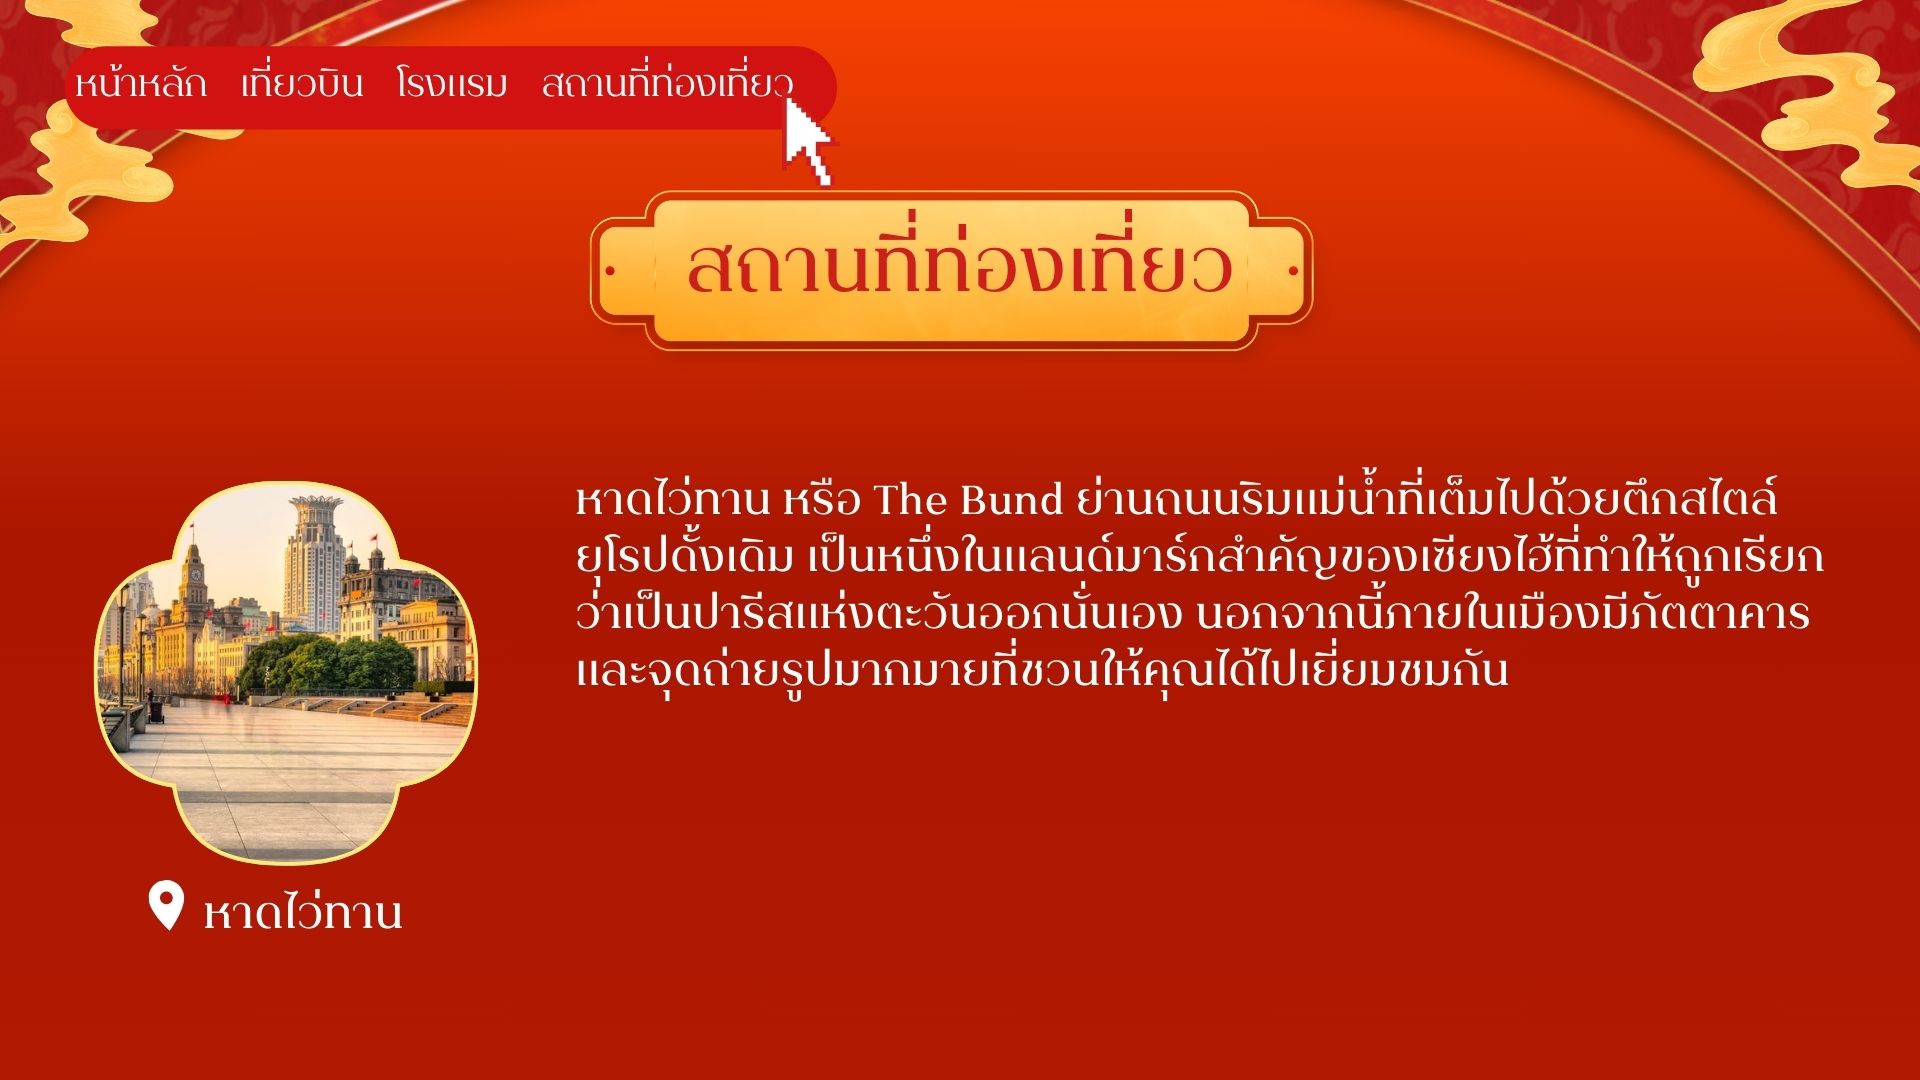 หน้าหลัก เที่ยวบิน โรงแรม สถานที่ท่องเที่ยว
สถานที่ท่องเที่ยว
หาดไว่ทาน หรือ The Bund ย่านถนนริมแม่น้ำที่เต็มไปด้วยตึกสไตล์
ยุโรปดั้งเดิม เป็นหนึ่งในแลนด์มาร์กสำคัญของเซียงไฮ้ที่ทำให้ถูกเรียก
ว่าเป็นปารีสแห่งตะวันออกนั่นเอง นอกจากนี้ภายในเมืองมีภัตตาคาร
และจุดถ่ายรูปมากมายที่ชวนให้คุณได้ไปเยี่ยมชมกัน
หาดไว่ทาน